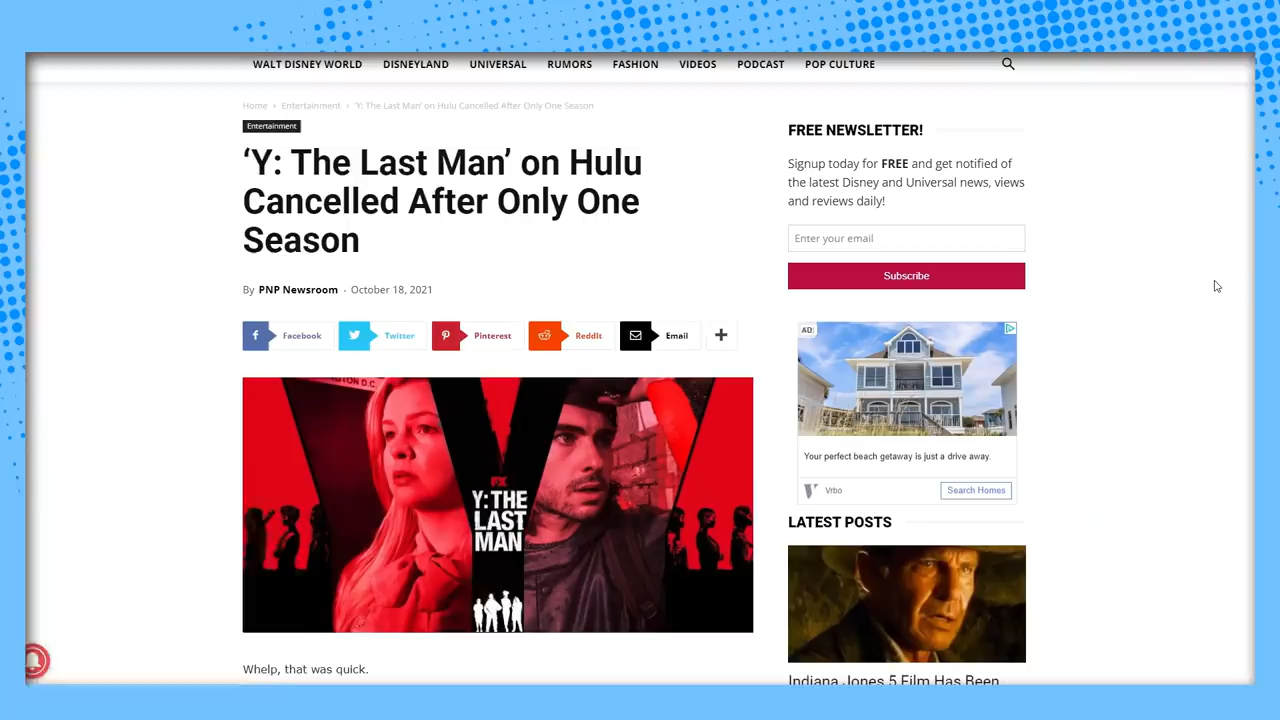 WALT DISNEY WORLD DISNEYLAND UNIVERSAL RUMORS FASHION VIDEOS PODCAST POP CULTURE
Home › Entertainment › 'Y: The Last Man' on Hulu Cancelled After Only One Season
Entertainment
‘Y: The Last Man’ on Hulu
Cancelled After Only One
Season
By PNP Newsroom - October 18, 2021
Facebook Twitter Pinterest ReddIt Email
FX
Y: THE
LAST
MAN
Whelp, that was quick.
FREE NEWSLETTER!
Signup today for FREE and get notified of
the latest Disney and Universal news, views
and reviews daily!
Enter your email
Subscribe
AD:
Your perfect beach getaway is just a drive away.
Vrbo Search Homes
LATEST POSTS
Indiana Jones 5 Film Has Been